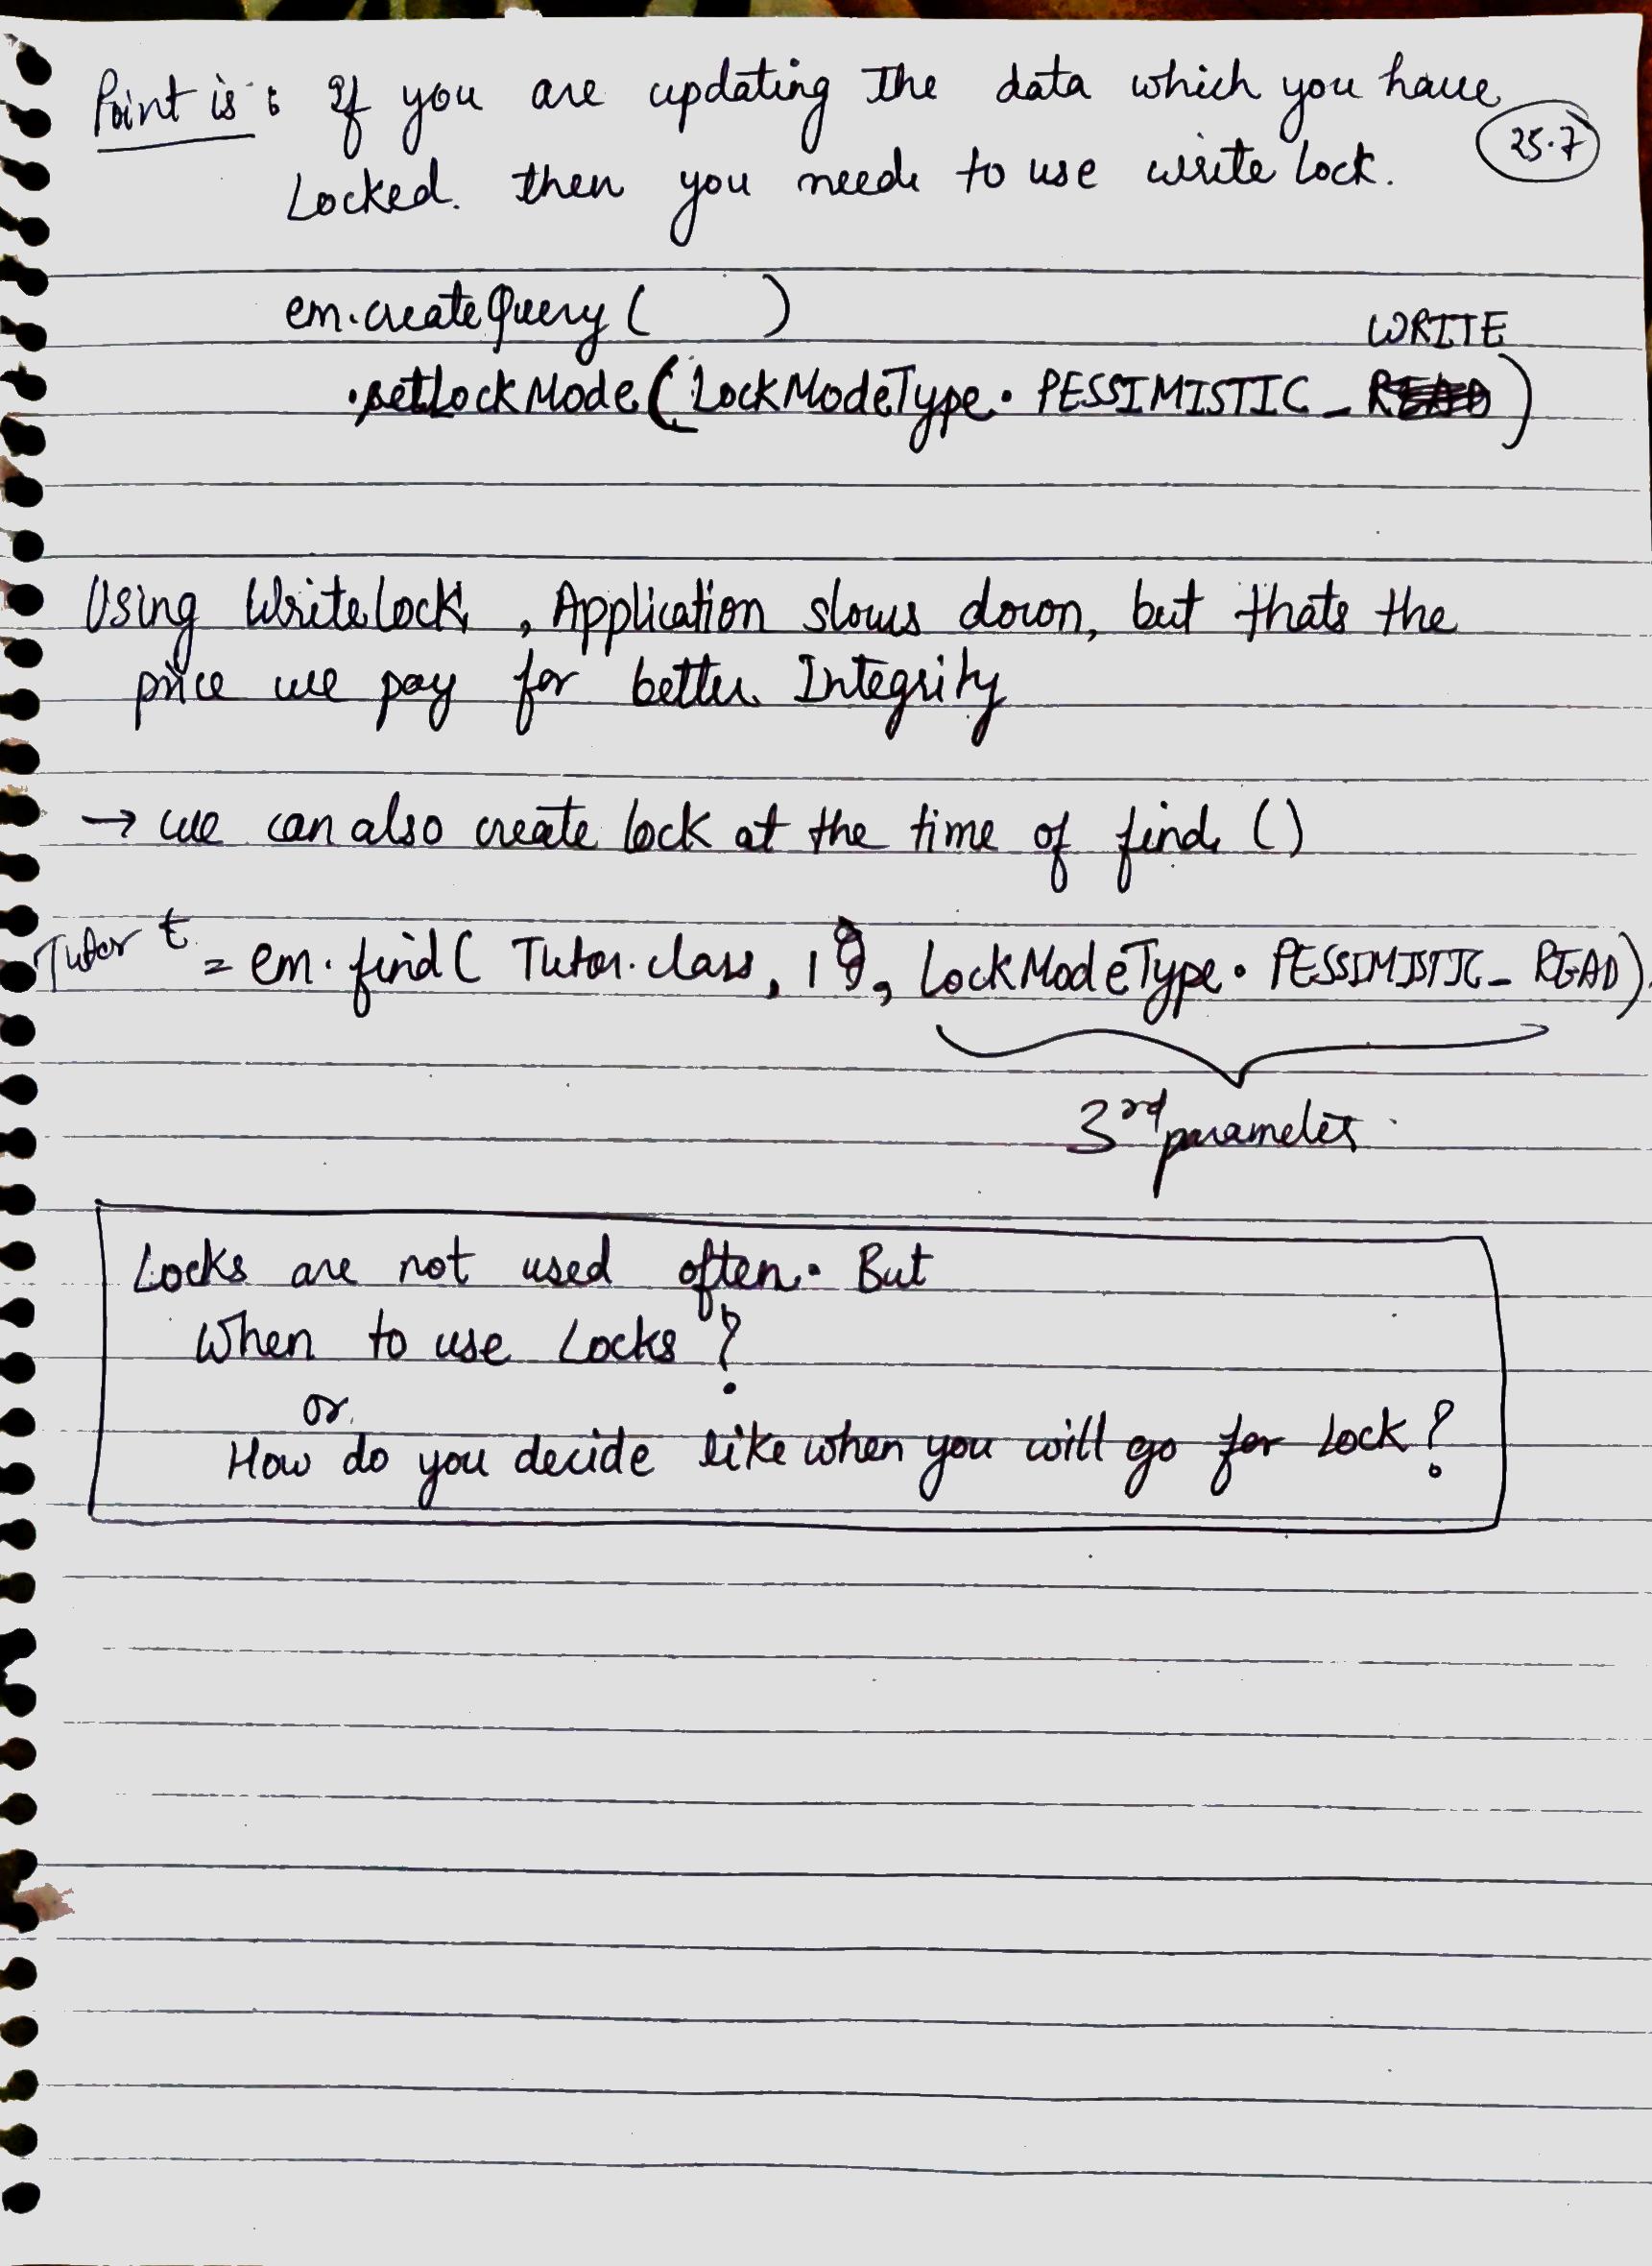 Point is : If you are updating the data which you have
25.7
Locked. then you need to use write lock.
em.createQuery( )
WRITE
.setLockMode(LockModeType. PESSIMISTIC_READ)
Using Writelock, Application slows down, but thats the
price we pay for better Integrity
→ we can also create lock at the time of find ()
Tutor t = em.find( Tutor.class, 19, LockModeType. PESSIMISTIC_READ).
3rd parameter.
Locks are not used often. But
When to use Locks ?
or
How do you decide like when you will go for Lock ?